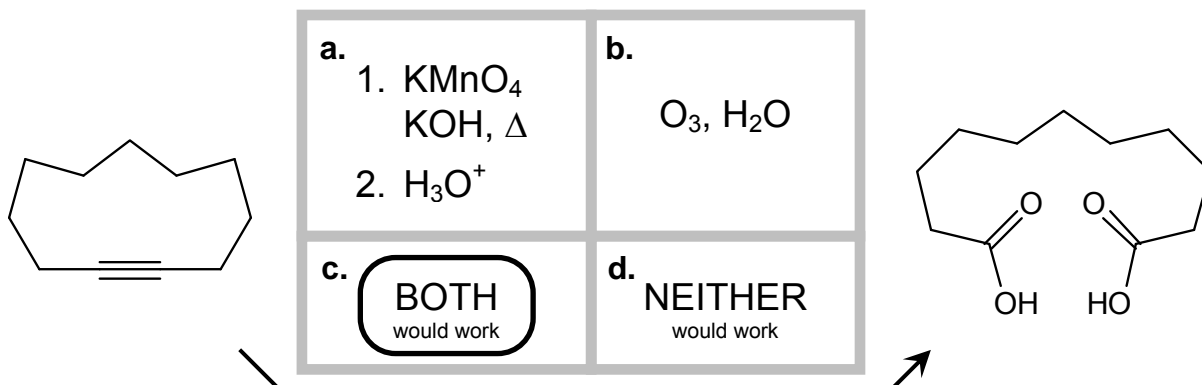 a.
1. KMnO₄
KOH, Δ
2. H₃O⁺
b.
O₃, H₂O
c.
BOTH
would work
d.
NEITHER
would work
O
O
OH
HO